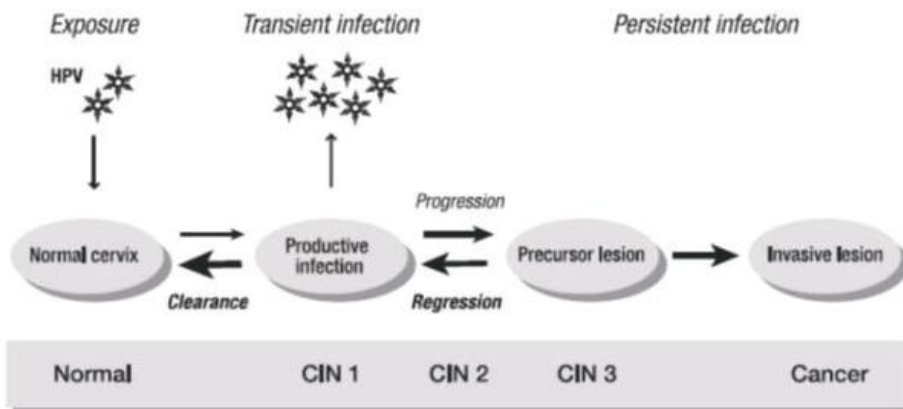 Exposure Transient infection Persistent infection
HPV
Progression
Normal cervix
Productive
infection
Precursor lesion
Invasive lesion
Clearance
Regression
Normal CIN 1 CIN 2 CIN 3 Cancer